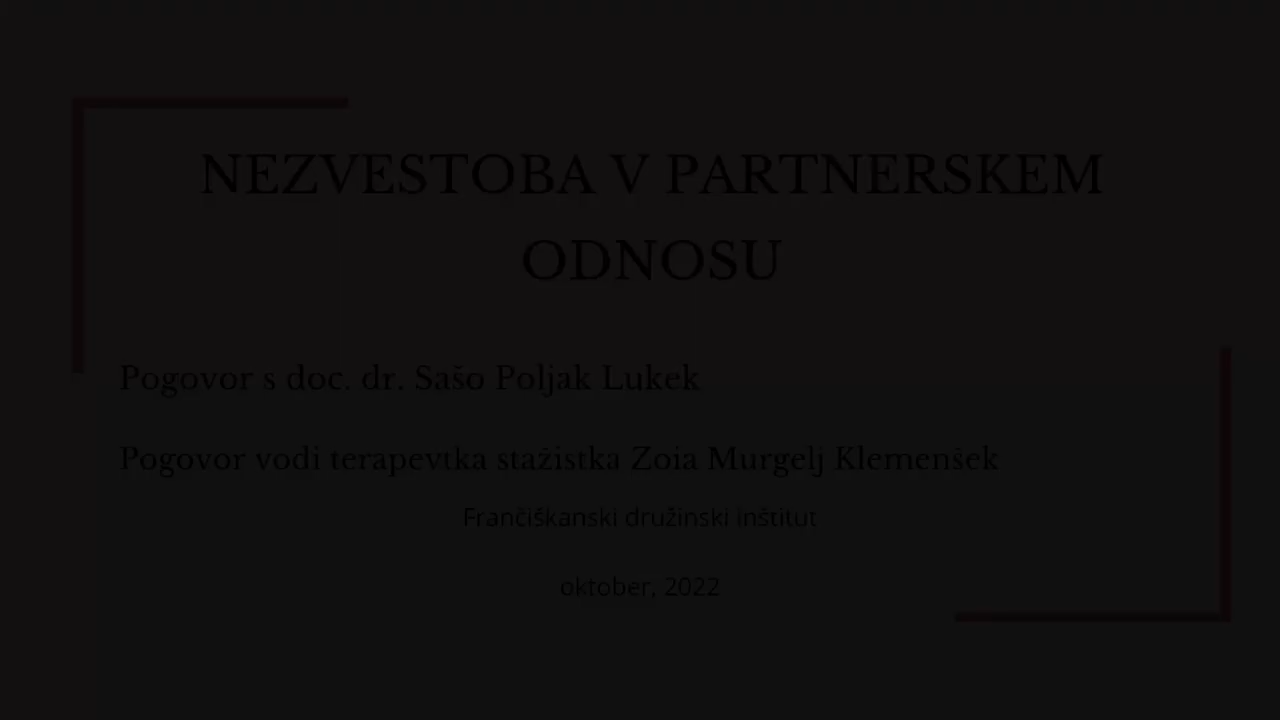 NEZVESTOBA V PARTNERSKEM
ODNOSU
Pogovor s doc. dr. Sašo Poljak Lukek
Pogovor vodi terapevtka stažistka Zoia Murgelj Klemenšek
Frančiškanski družinski inštitut
oktober, 2022